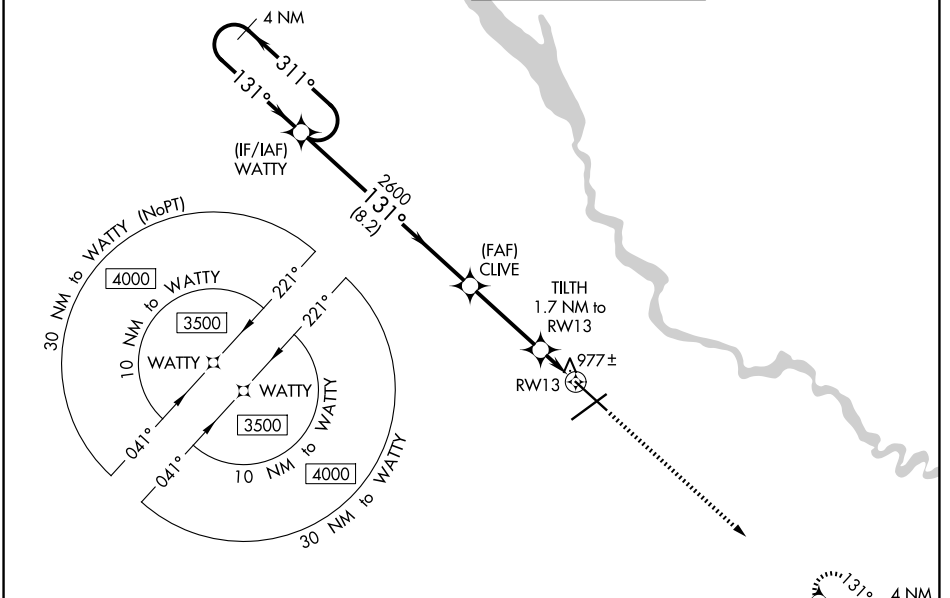 4 NM
311°
131°
(IF/IAF)
WATTY
2600
131°
(8.2)
(FAF)
CLIVE
TILTH
1.7 NM to
RW13
977±
RW13
30 NM to WATTY (NoPT)
4000
10 NM to WATTY
3500
WATTY
221°
041°
221°
WATTY
3500
10 NM to WATTY
4000
041°
30 NM to WATTY
131°
4 NM